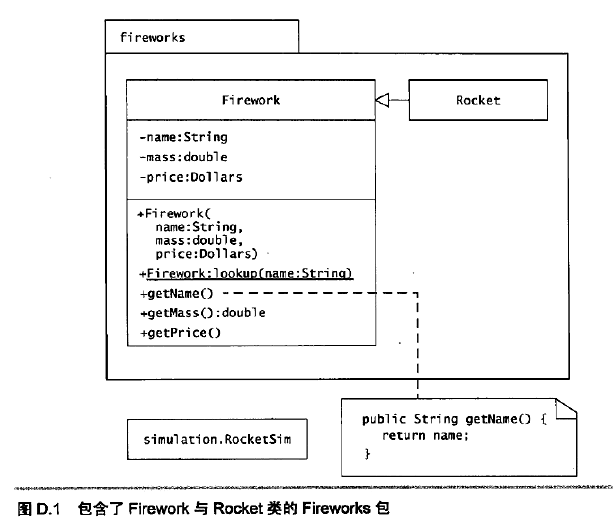 fireworks
Firework
Rocket
-name:String
-mass:double
-price:Dollars
+Firework(
name:String,
mass:double,
price:Dollars)
+Firework:lookup(name:String)
+getName()
+getMass():double
+getPrice()
simulation.RocketSim
public String getName() {
return name;
}
图 D.1 包含了 Firework 与 Rocket 类的 Fireworks 包